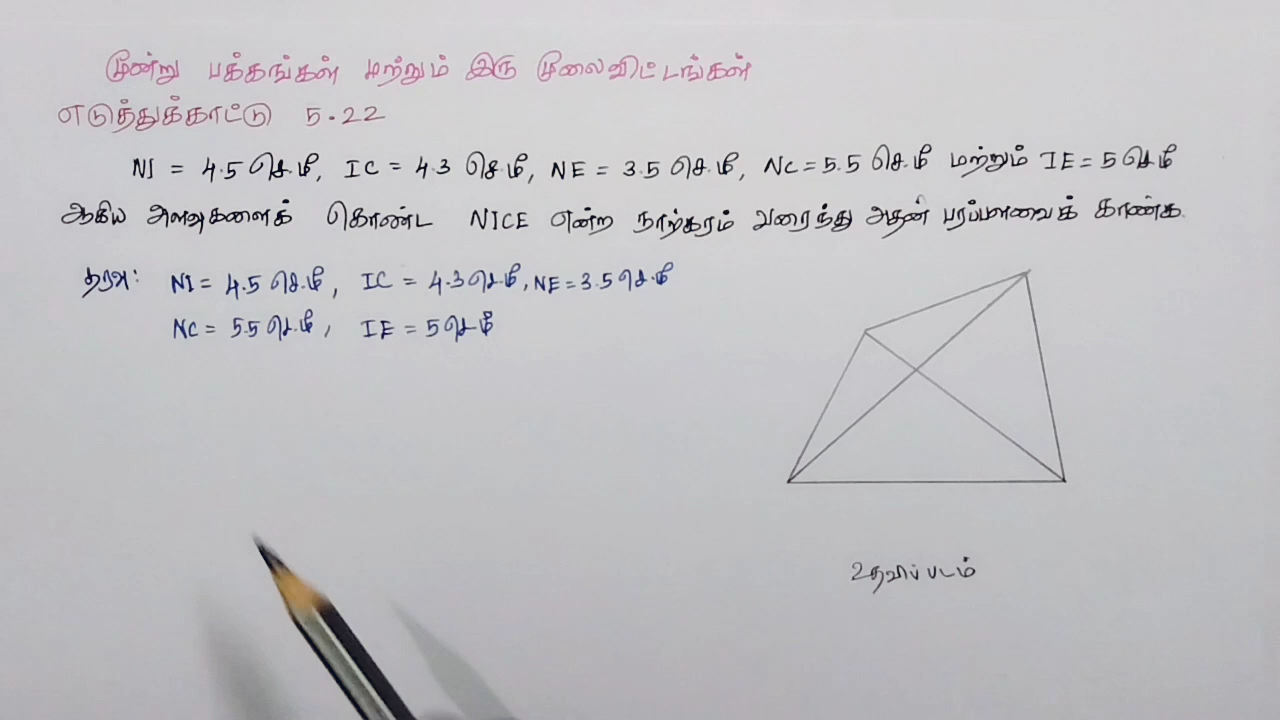 மூன்று பக்கங்கள் மற்றும் இரு மூலைவிட்டங்கள்
எடுத்துக்காட்டு 5.22
NI = 4.5 செ.மீ, IC = 4.3 செ.மீ, NE = 3.5 செ.மீ, NC = 5.5 செ.மீ மற்றும் IE = 5 செ.மீ
ஆகிய அளவுகளைக் கொண்ட NICE என்ற நாற்கரம் வரைந்து அதன் பரப்பளவைக் காண்க.
தரவு: NI = 4.5 செ.மீ, IC = 4.3 செ.மீ, NE = 3.5 செ.மீ
NC = 5.5 செ.மீ, IE = 5 செ.மீ
உதவிப்படம்